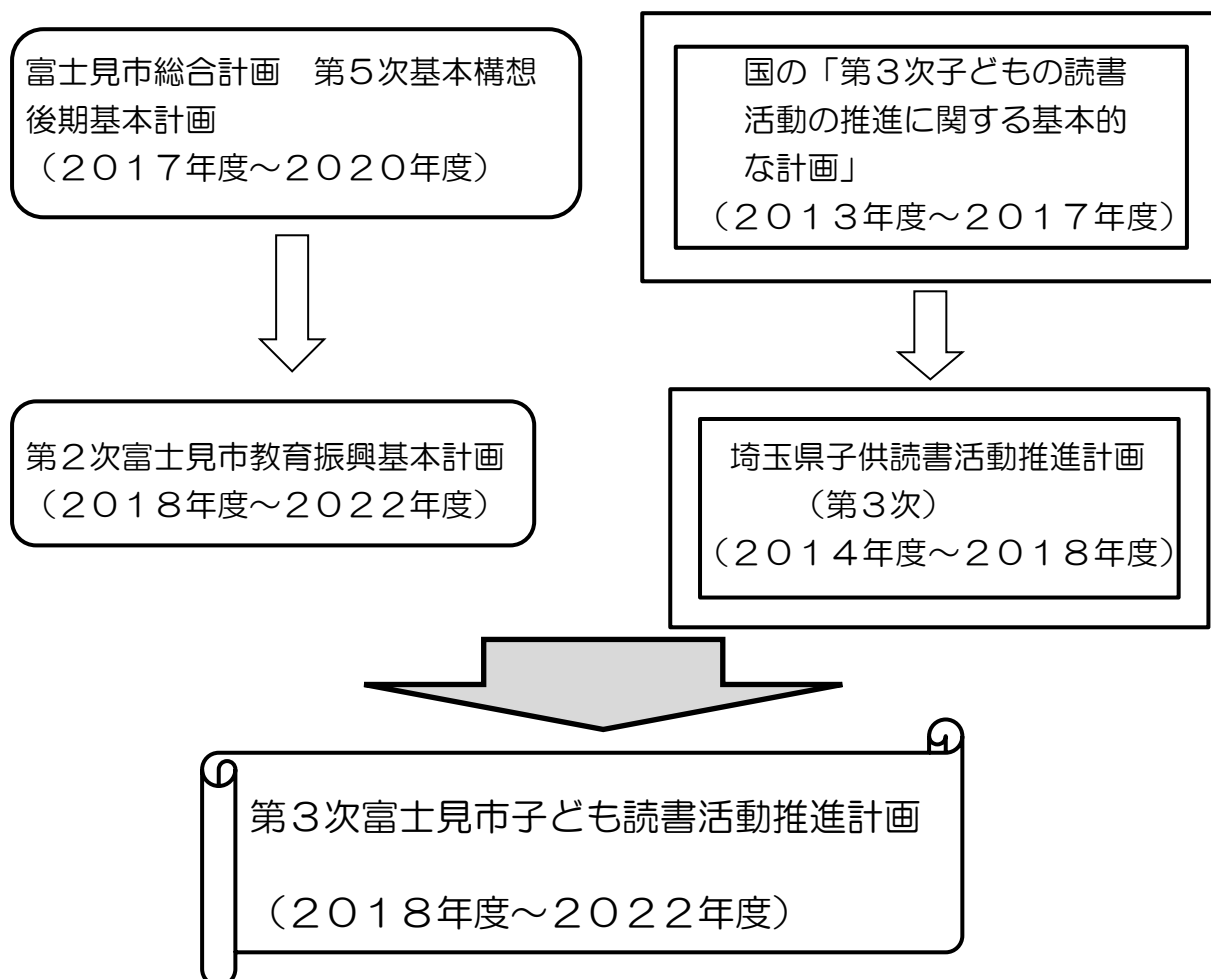 富士見市総合計画　第５次基本構想
後期基本計画
（２０１７年度～２０２０年度）
国の「第３次子どもの読書
活動の推進に関する基本的
な計画」
（２０１３年度～２０１７年度）
第２次富士見市教育振興基本計画
（２０１８年度～２０２２年度）
埼玉県子供読書活動推進計画
（第３次）
（２０１４年度～２０１８年度）
第３次富士見市子ども読書活動推進計画
（２０１８年度～２０２２年度）